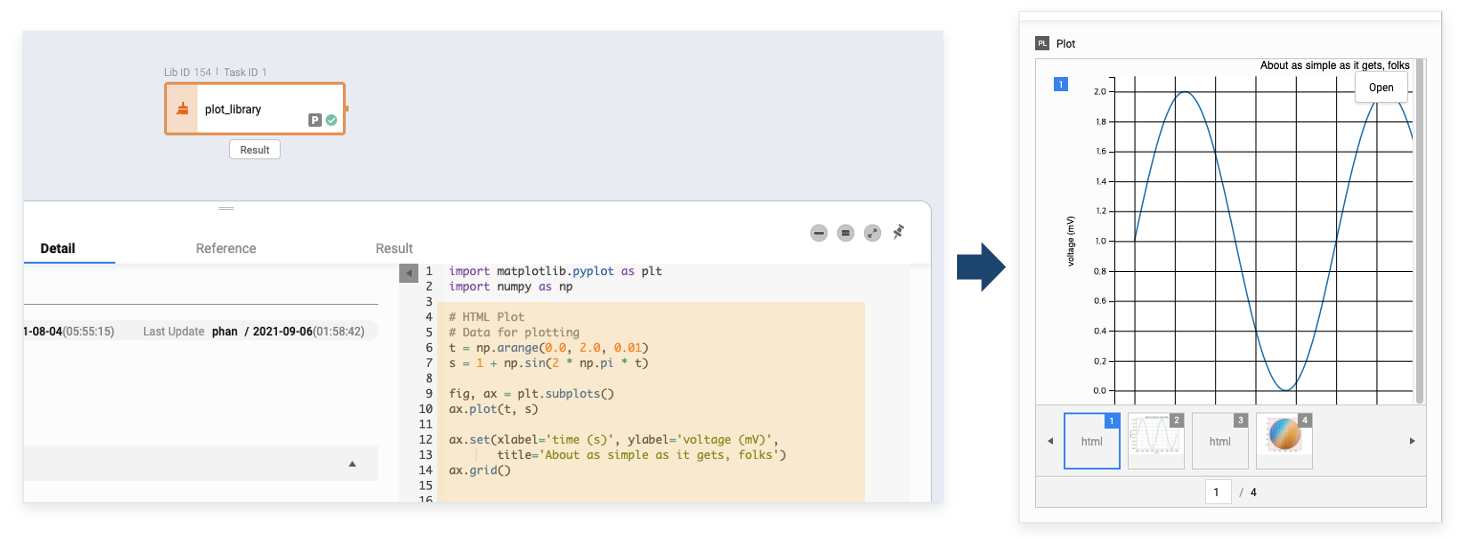 Lib ID 154 | Task ID 1
plot_library
P
Result
Detail Reference Result
1-08-04(05:55:15) Last Update phan / 2021-09-06(01:58:42)
1 import matplotlib.pyplot as plt
2 import numpy as np
3
4 # HTML Plot
5 # Data for plotting
6 t = np.arange(0.0, 2.0, 0.01)
7 s = 1 + np.sin(2 * np.pi * t)
8
9 fig, ax = plt.subplots()
10 ax.plot(t, s)
11
12 ax.set(xlabel='time (s)', ylabel='voltage (mV)',
13 title='About as simple as it gets, folks')
14 ax.grid()
15
16
PL Plot
About as simple as it gets, folks
1
Open
2.0
1.8
1.6
1.4
1.2
1.0
0.8
0.6
0.4
0.2
0.0
voltage (mV)
1 2 3 4
html html
1 / 4